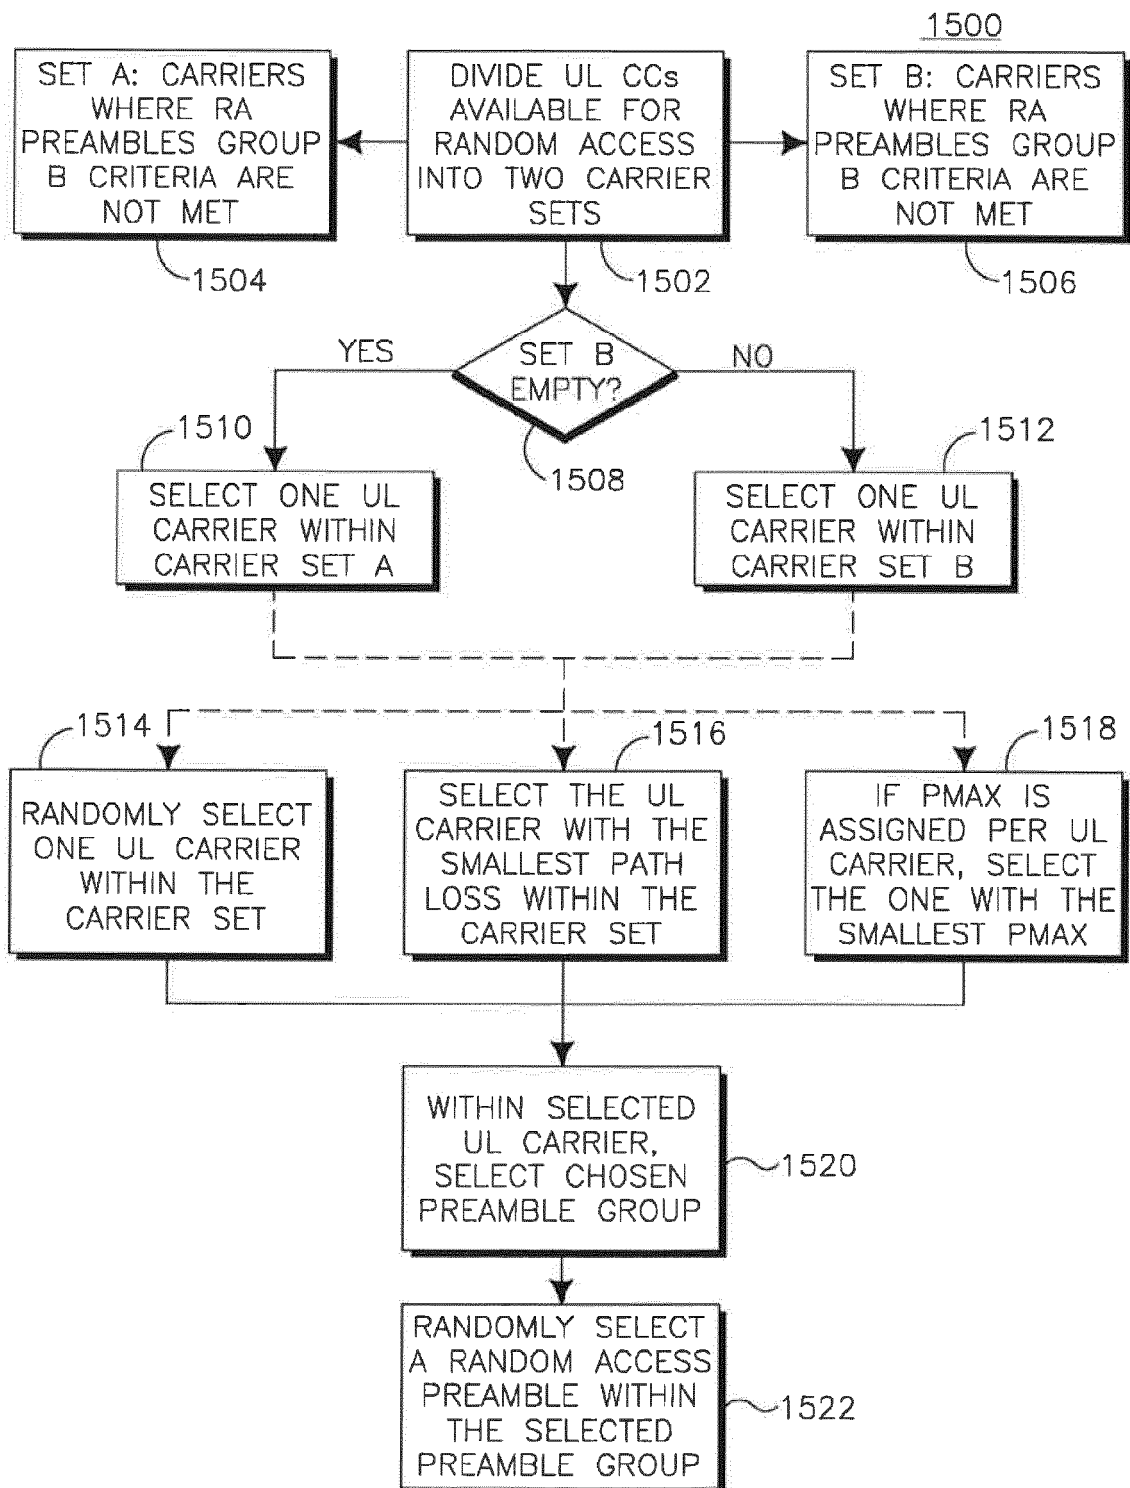 1500
SET A: CARRIERS
WHERE RA
PREAMBLES GROUP
B CRITERIA ARE
NOT MET
1504
DIVIDE UL CCs
AVAILABLE FOR
RANDOM ACCESS
INTO TWO CARRIER
SETS
1502
SET B: CARRIERS
WHERE RA
PREAMBLES GROUP
B CRITERIA ARE
NOT MET
1506
YES
SET B
EMPTY?
NO
1508
1510
SELECT ONE UL
CARRIER WITHIN
CARRIER SET A
1512
SELECT ONE UL
CARRIER WITHIN
CARRIER SET B
1514
RANDOMLY SELECT
ONE UL CARRIER
WITHIN THE
CARRIER SET
1516
SELECT THE UL
CARRIER WITH THE
SMALLEST PATH
LOSS WITHIN THE
CARRIER SET
1518
IF PMAX IS
ASSIGNED PER UL
CARRIER, SELECT
THE ONE WITH THE
SMALLEST PMAX
WITHIN SELECTED
UL CARRIER,
SELECT CHOSEN
PREAMBLE GROUP
1520
RANDOMLY SELECT
A RANDOM ACCESS
PREAMBLE WITHIN
THE SELECTED
PREAMBLE GROUP
1522